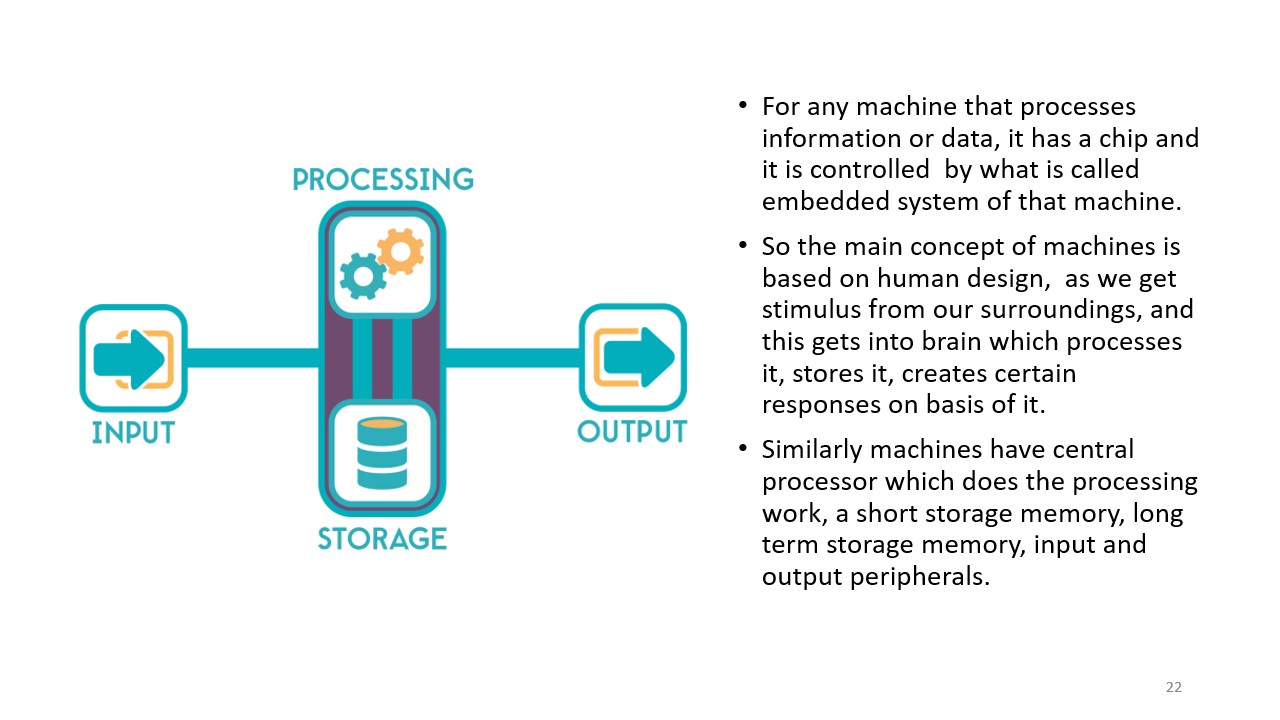 PROCESSING
INPUT
OUTPUT
STORAGE
• For any machine that processes
information or data, it has a chip and
it is controlled  by what is called
embedded system of that machine.
• So the main concept of machines is
based on human design,  as we get
stimulus from our surroundings, and
this gets into brain which processes
it, stores it, creates certain
responses on basis of it.
• Similarly machines have central
processor which does the processing
work, a short storage memory, long
term storage memory, input and
output peripherals.
22